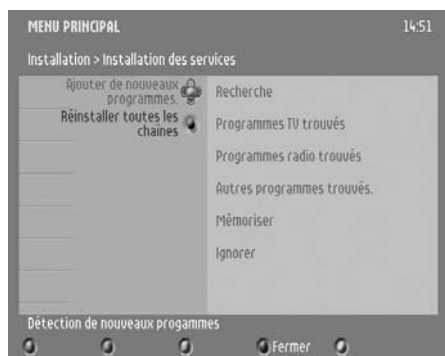 MENU PRINCIPAL 14:51
Installation > Installation des services
Ajouter de nouveaux
programmes.
Réinstaller toutes les
chaînes
Recherche
Programmes TV trouvés
Programmes radio trouvés
Autres programmes trouvés.
Mémoriser
Ignorer
Détection de nouveaux progammes
Fermer